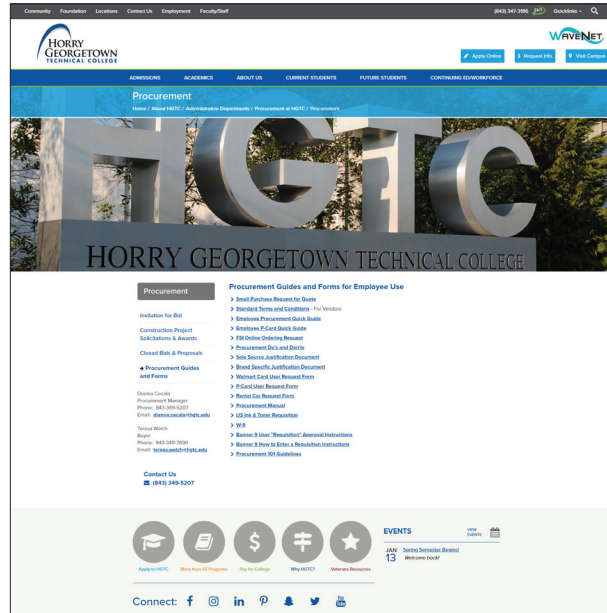 Community Foundation Locations Contact Us Employment Faculty/Staff (843) 347-3186 24/7 Quicklinks
HORRY
GEORGETOWN
TECHNICAL COLLEGE
WAVENET
Apply Online Request Info Visit Campus
ADMISSIONS ACADEMICS ABOUT US CURRENT STUDENTS FUTURE STUDENTS CONTINUING ED/WORKFORCE
Procurement
Home / About HGTC / Administrative Departments / Procurement at HGTC / Procurement
HGTC
HORRY GEORGETOWN TECHNICAL COLLEGE
Procurement
Invitation for Bid
Construction Project
Solicitations & Awards
Closed Bids & Proposals
Procurement Guides
and Forms
Dianna Cecala
Procurement Manager
Phone: 843-349-5207
Email: dianna.cecala@hgtc.edu
Teresa Welch
Buyer
Phone: 843-349-7830
Email: teresa.welch@hgtc.edu
Contact Us
(843) 349-5207
Procurement Guides and Forms for Employee Use
Small Purchase Request for Quote
Standard Terms and Conditions - For Vendors
Employee Procurement Quick Guide
Employee P-Card Quick Guide
FSI Online Ordering Request
Procurement Do's and Don'ts
Sole Source Justification Document
Brand Specific Justification Document
Walmart Card User Request Form
P-Card User Request Form
Rental Car Request Form
Procurement Manual
US Ink & Toner Requisition
W-9
Banner 9 User "Requisition" Approval Instructions
Banner 9 How to Enter a Requisition Instructions
Procurement 101 Guidelines
Apply to HGTC More than 65 Programs Pay for College Why HGTC? Veterans Resources
EVENTS VIEW EVENTS
JAN 13 Spring Semester Begins!
Welcome back!
Connect: You Tube